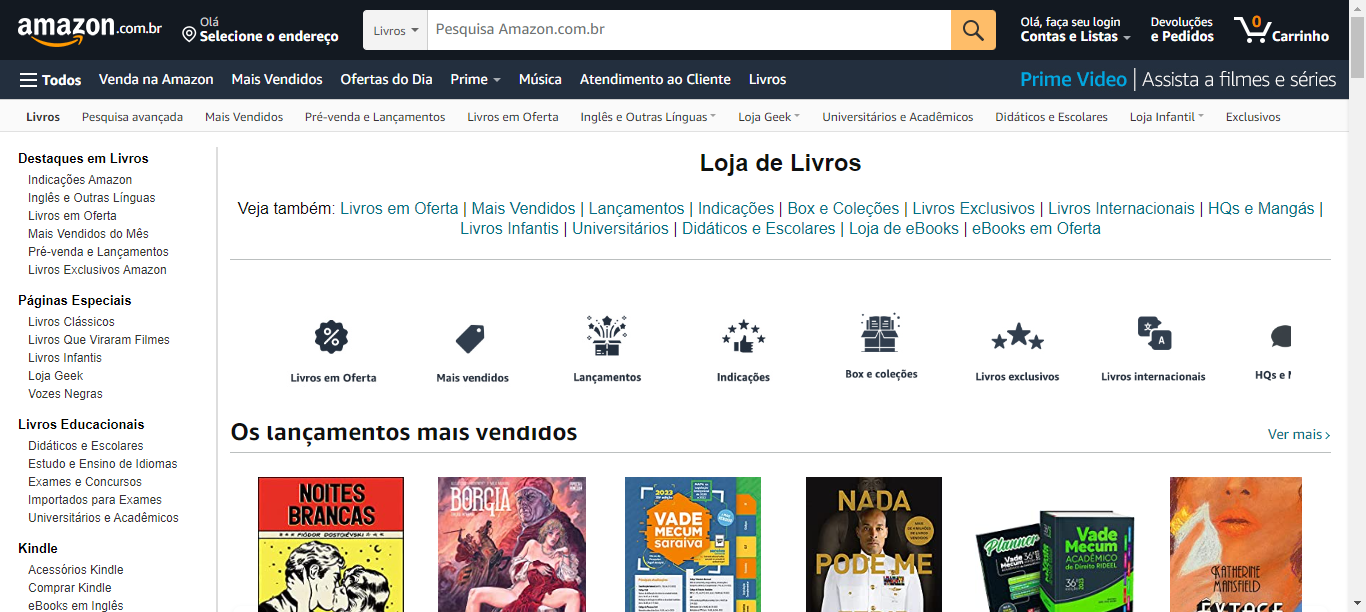 amazon.com.br
Olá
Selecione o endereço
Livros
Pesquisa Amazon.com.br
Olá, faça seu login
Contas e Listas
Devoluções
e Pedidos
0
Carrinho
Todos
Venda na Amazon
Mais Vendidos
Ofertas do Dia
Prime
Música
Atendimento ao Cliente
Livros
Prime Video | Assista a filmes e séries
Livros
Pesquisa avançada
Mais Vendidos
Pré-venda e Lançamentos
Livros em Oferta
Inglês e Outras Línguas
Loja Geek
Universitários e Acadêmicos
Didáticos e Escolares
Loja Infantil
Exclusivos
Destaques em Livros
Indicações Amazon
Inglês e Outras Línguas
Livros em Oferta
Mais Vendidos do Mês
Pré-venda e Lançamentos
Livros Exclusivos Amazon
Páginas Especiais
Livros Clássicos
Livros Que Viraram Filmes
Livros Infantis
Loja Geek
Vozes Negras
Livros Educacionais
Didáticos e Escolares
Estudo e Ensino de Idiomas
Exames e Concursos
Importados para Exames
Universitários e Acadêmicos
Kindle
Acessórios Kindle
Comprar Kindle
eBooks em Inglês
Loja de Livros
Veja também: Livros em Oferta | Mais Vendidos | Lançamentos | Indicações | Box e Coleções | Livros Exclusivos | Livros Internacionais | HQs e Mangás |
Livros Infantis | Universitários | Didáticos e Escolares | Loja de eBooks | eBooks em Oferta
Livros em Oferta
Mais vendidos
Lançamentos
Indicações
Box e coleções
Livros exclusivos
A
Livros internacionais
HQs e
Os lançamentos mais vendidos
Ver mais ›
NOITES
BRANCAS
FIÓDOR DOSTOIÉVSKI
BORGIA
2023
VADE
MECUM
saraiva
NADA
PODE ME
Planner
Vade
Mecum
36ª
Vade
Mecum
ACADÊMICO
de Direito RIDEEL
36ª
KATHERINE
MANSFIELD
ÊXTASE